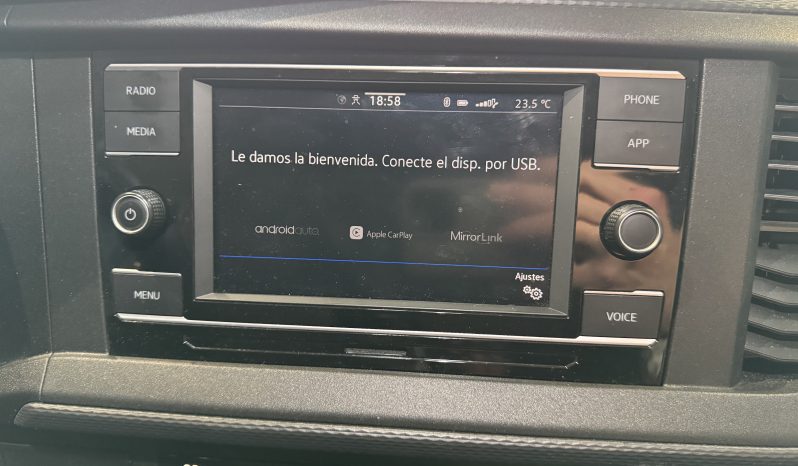 RADIO
MEDIA
MENU
18:58
23.5 °C
Le damos la bienvenida. Conecte el disp. por USB.
androidauto
Apple CarPlay
MirrorLink
Ajustes
PHONE
APP
VOICE